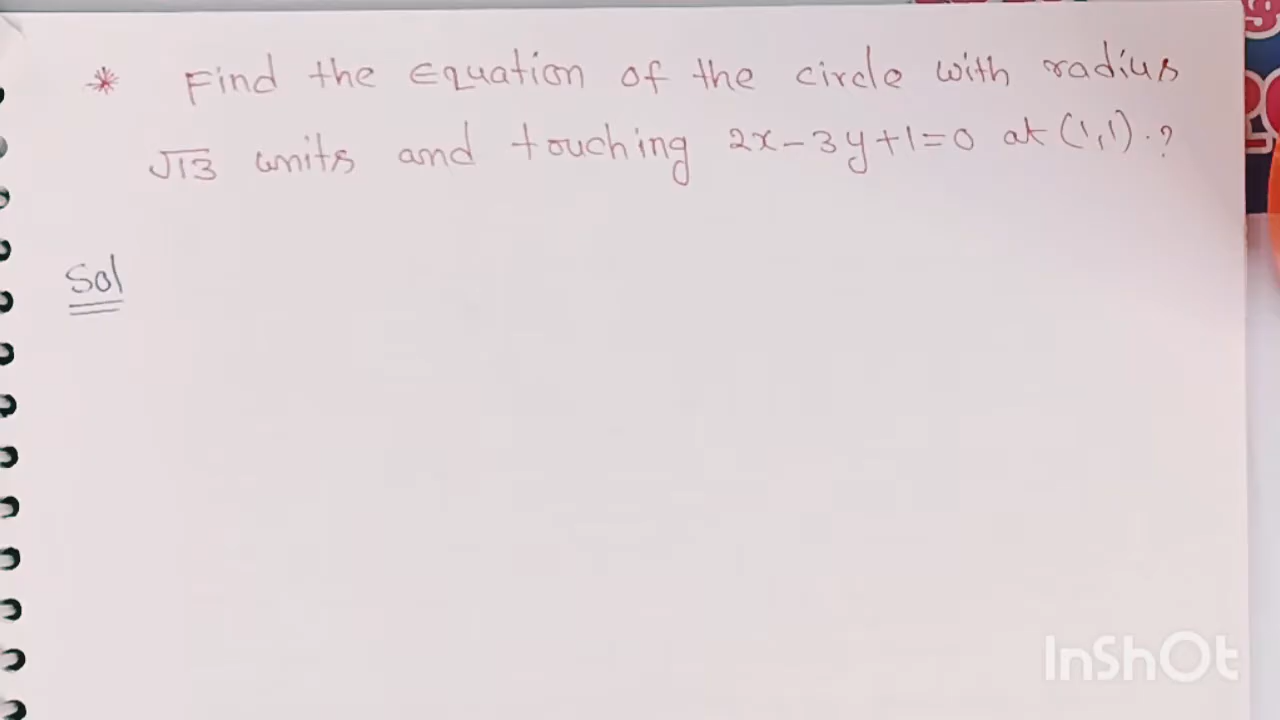 * Find the Equation of the circle with radius
√13 units and touching 2x-3y+1=0 at (1,1).?
Sol
InShOt